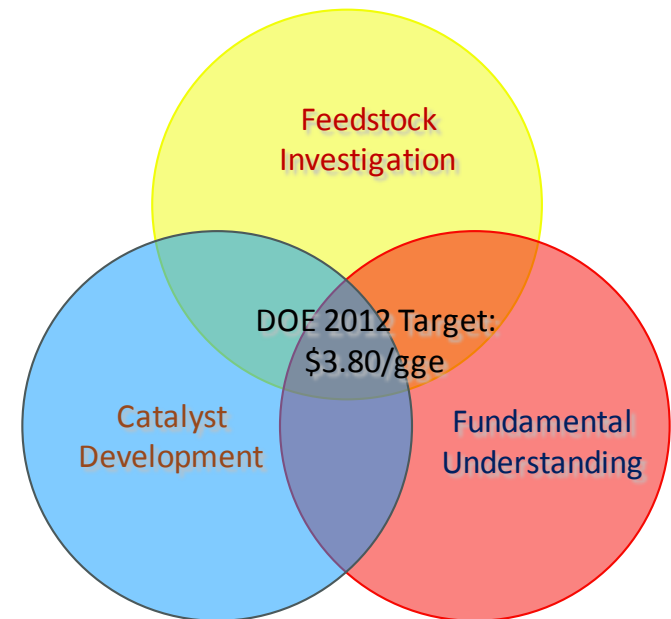 Feedstock
Investigation
DOE 2012 Target:
$3.80/gge
Catalyst
Development
Fundamental
Understanding